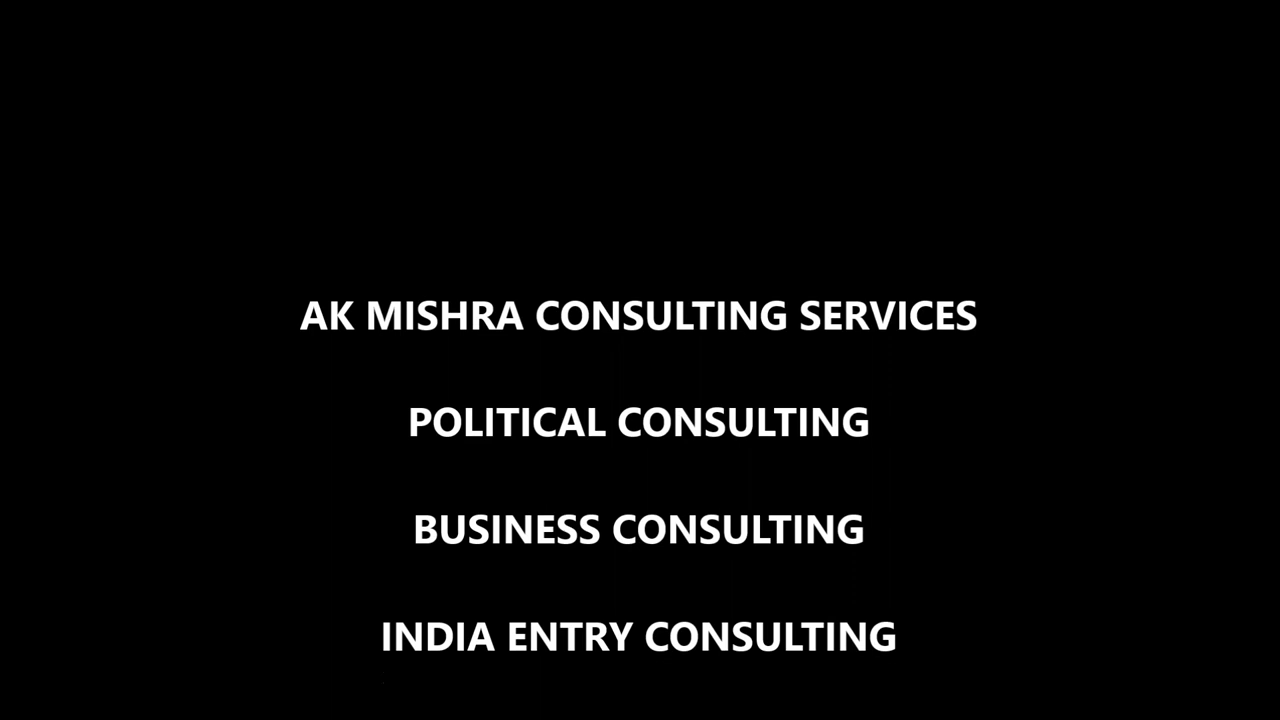 AK MISHRA CONSULTING SERVICES
POLITICAL CONSULTING
BUSINESS CONSULTING
INDIA ENTRY CONSULTING